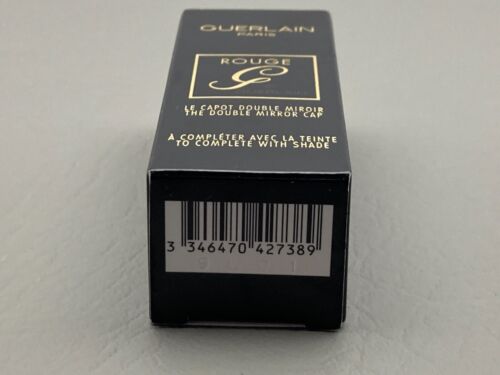 GUERLAIN
PARIS
ROUGE
G
GUERLAIN
LE CAPOT DOUBLE MIROIR
THE DOUBLE MIRROR CAP
À COMPLÉTER AVEC LA TEINTE
TO COMPLETE WITH SHADE
3 346470 427389